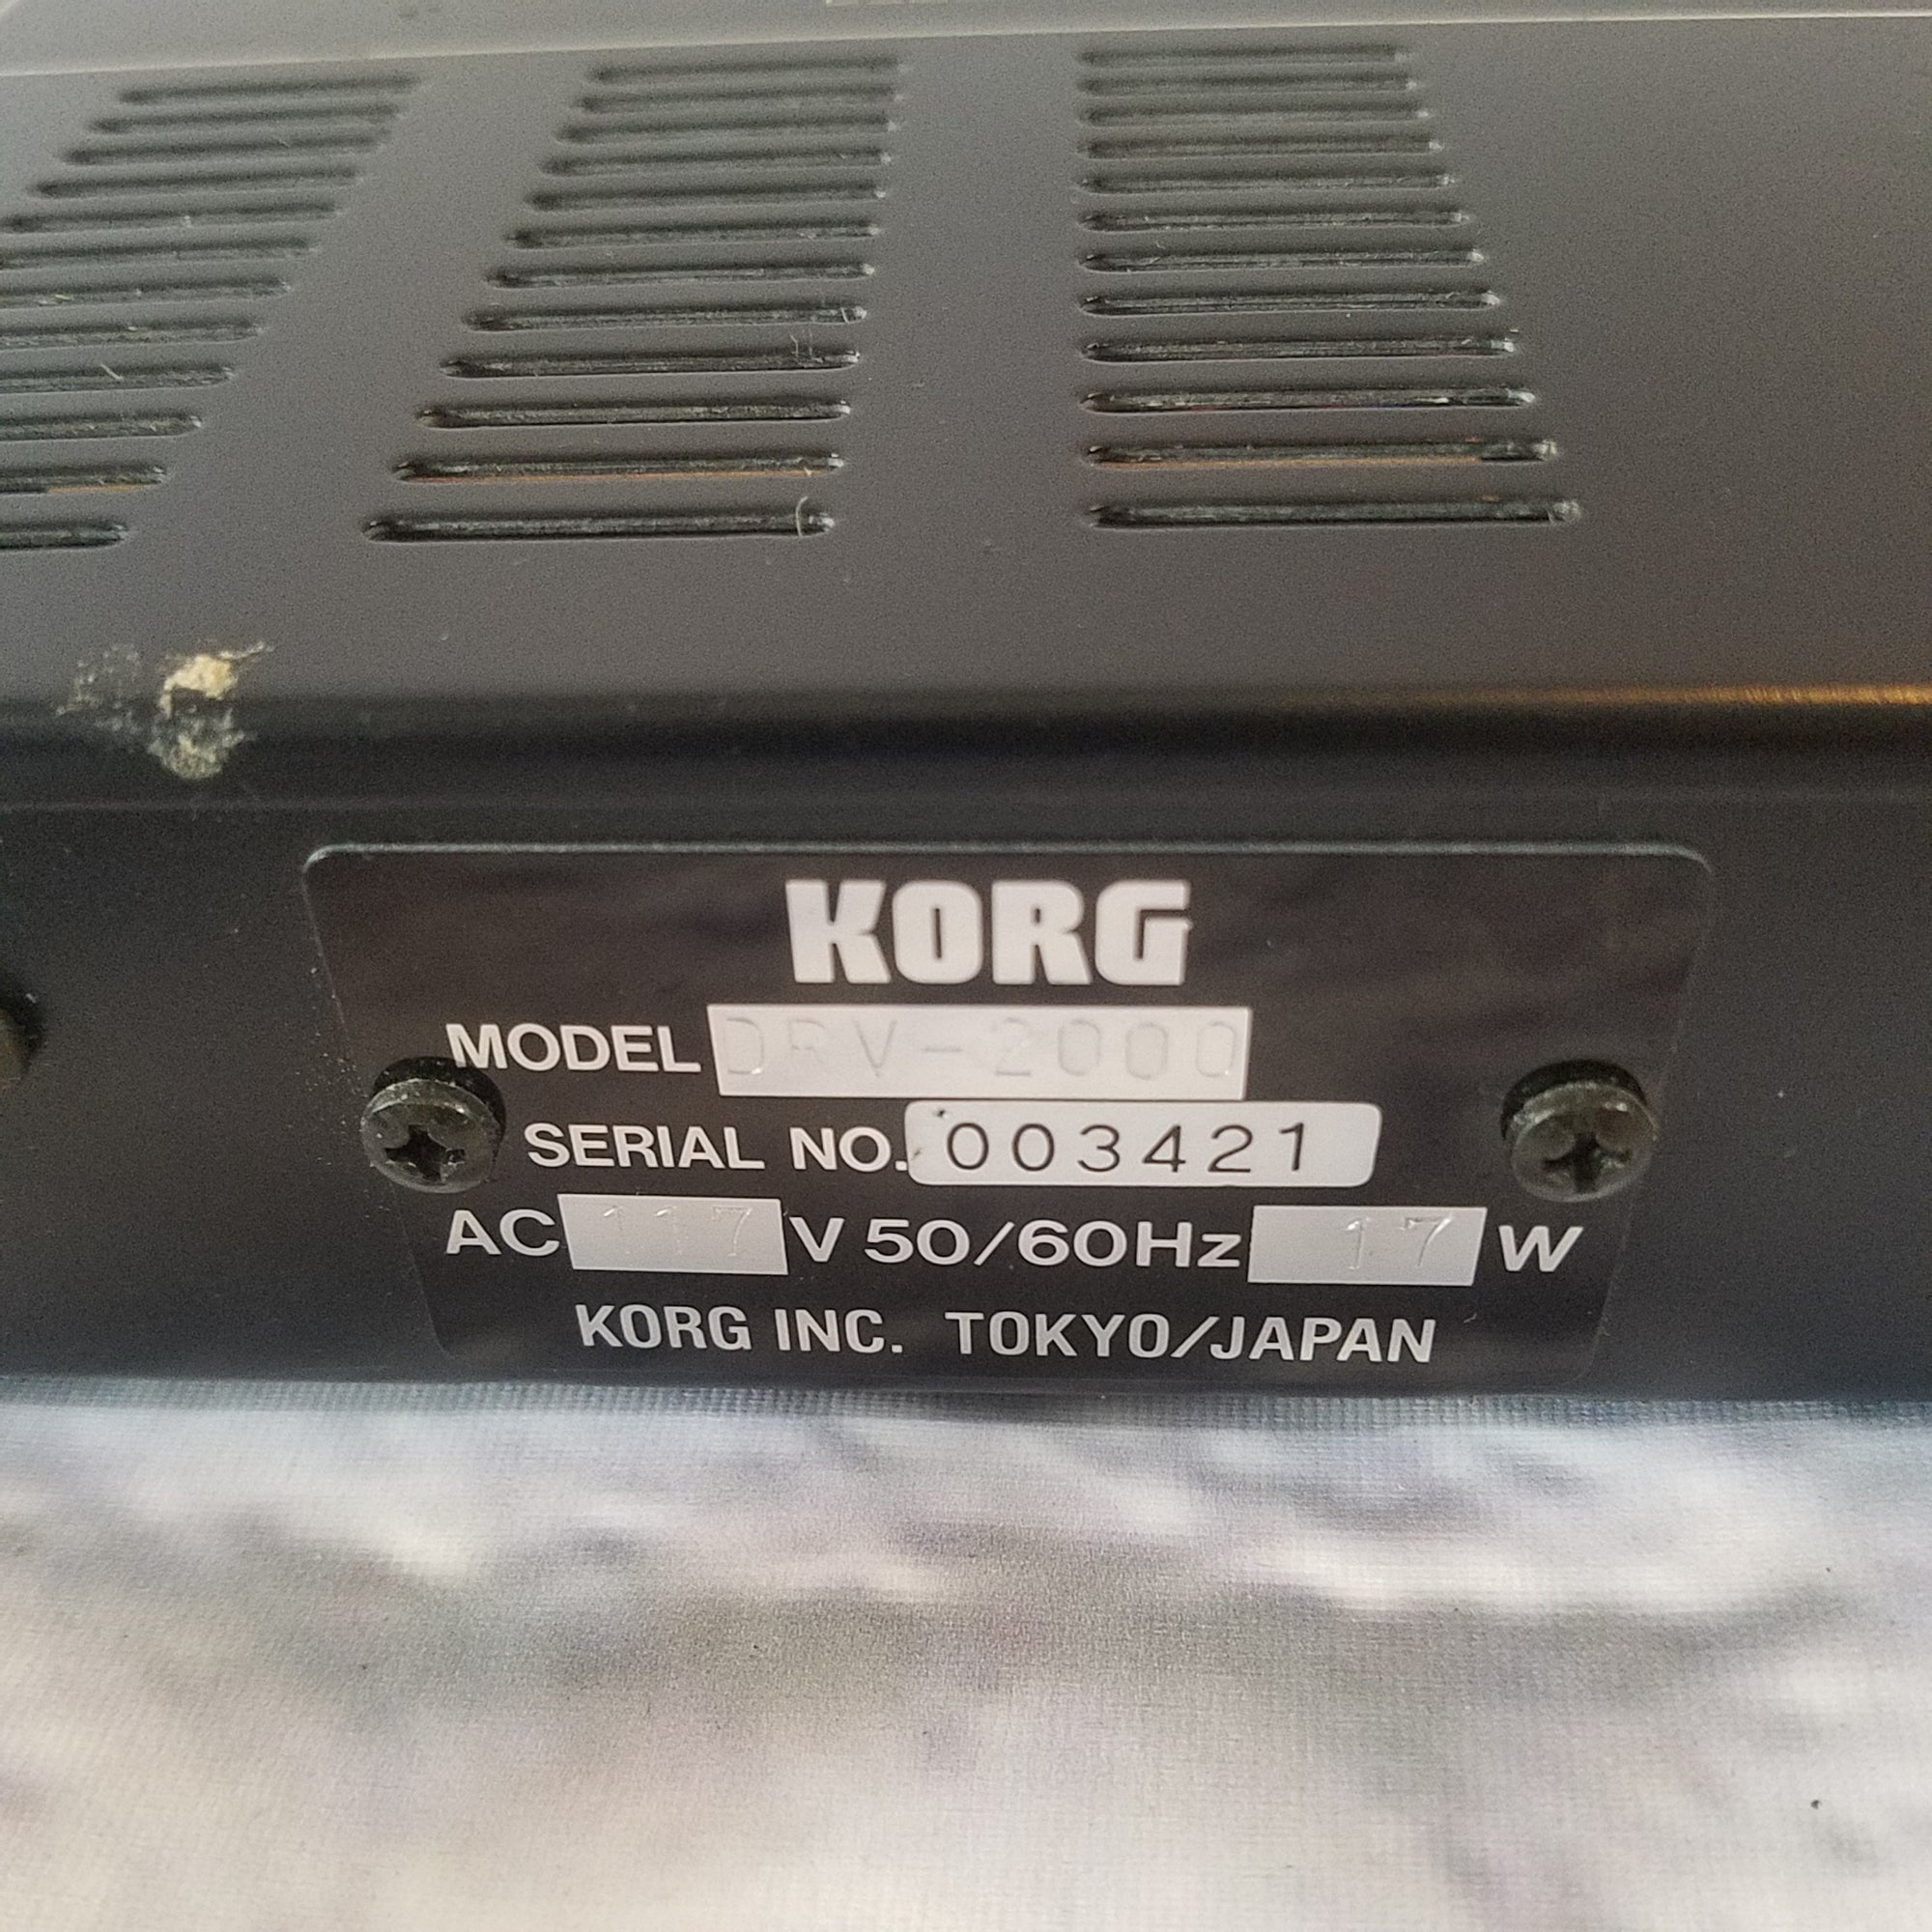 KORG
MODEL DRV-2000
SERIAL NO. 003421
AC 117 V 50/60Hz 17 W
KORG INC. TOKYO/JAPAN